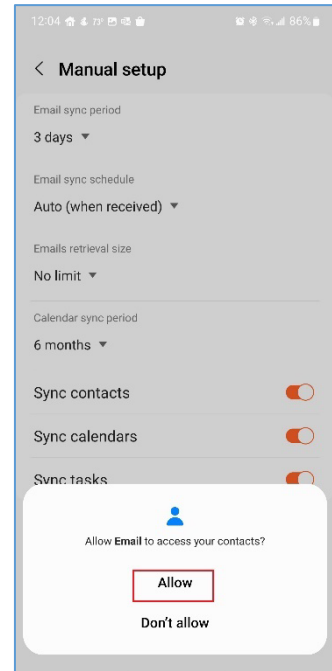 12:04 73°
86%
Manual setup
Email sync period
3 days
Email sync schedule
Auto (when received)
Emails retrieval size
No limit
Calendar sync period
6 months
Sync contacts
Sync calendars
Sync tasks
Allow Email to access your contacts?
Allow
Don't allow